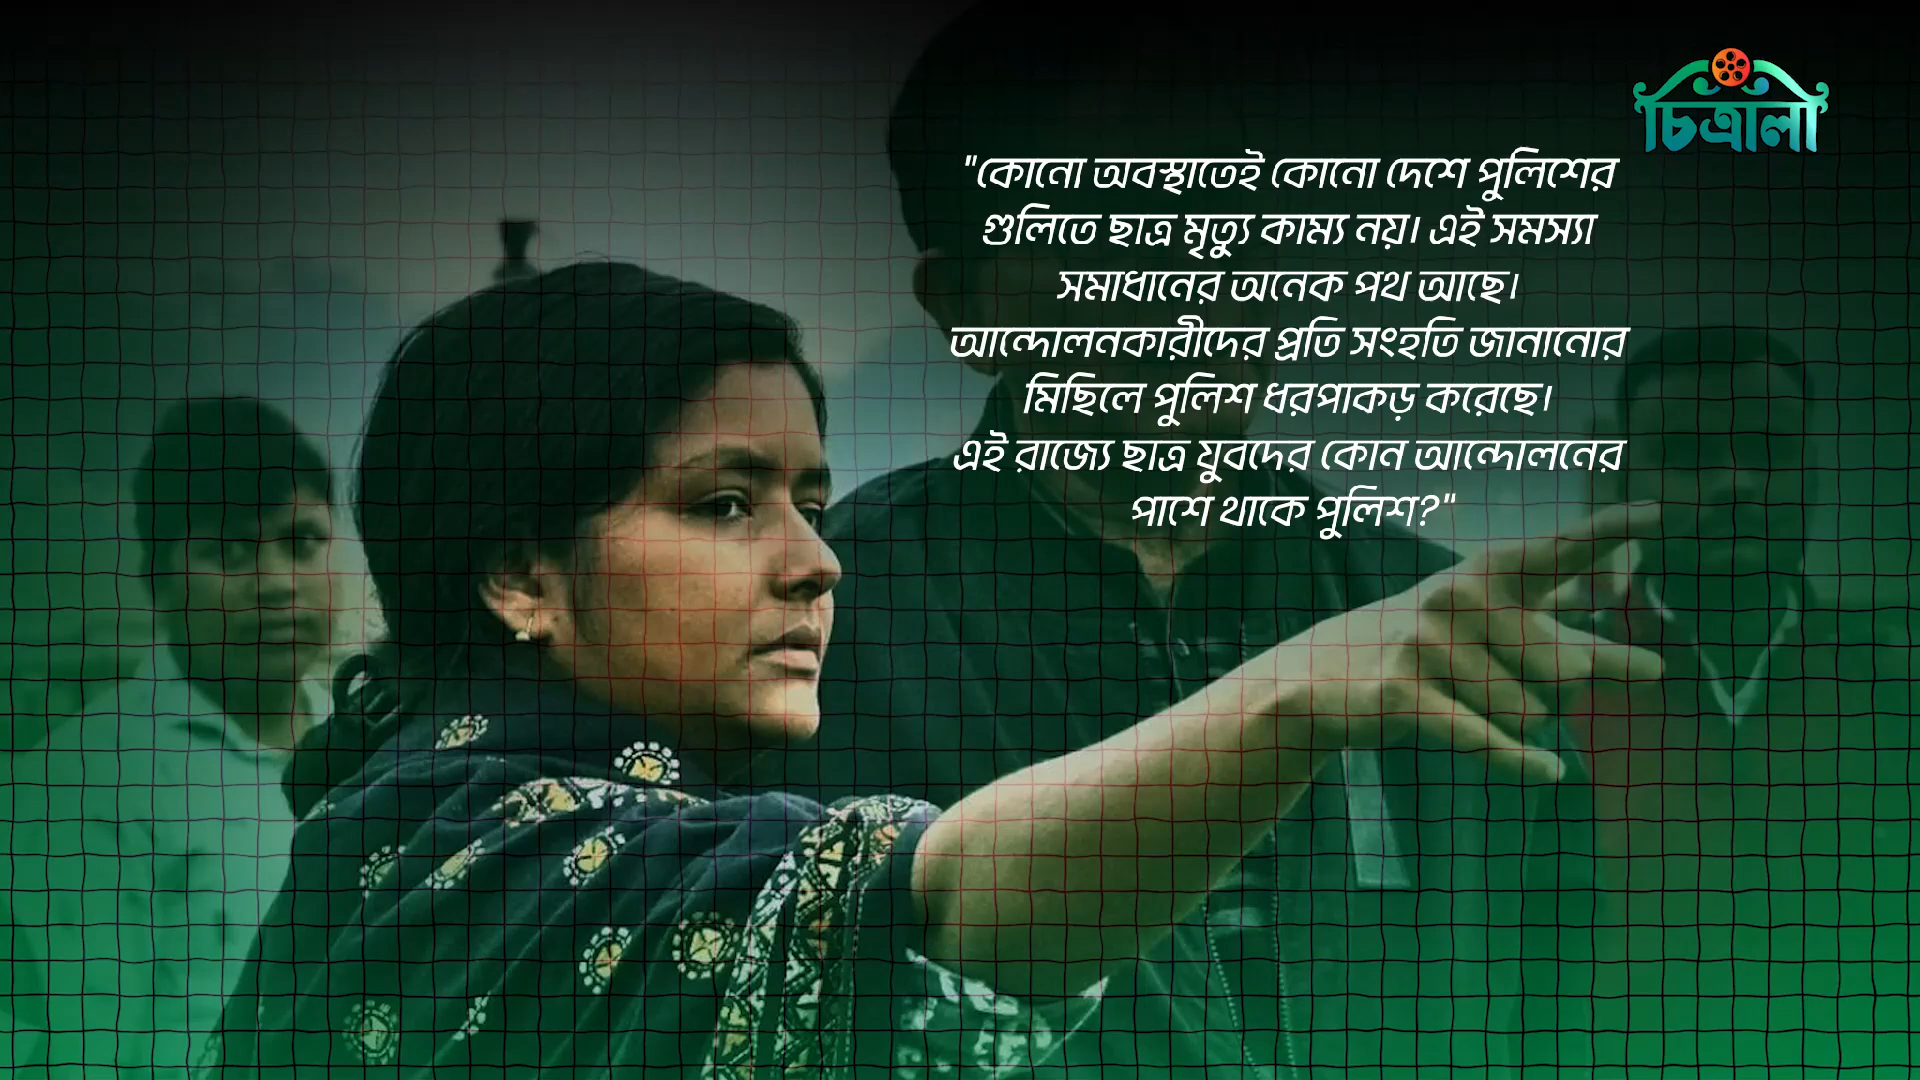 চিত্রালী
"কোনো অবস্থাতেই কোনো দেশে পুলিশের
গুলিতে ছাত্র মৃত্যু কাম্য নয়। এই সমস্যা
সমাধানের অনেক পথ আছে।
আন্দোলনকারীদের প্রতি সংহতি জানানোর
মিছিলে পুলিশ ধরপাকড় করেছে।
এই রাজ্যে ছাত্র যুবদের কোন আন্দোলনের
পাশে থাকে পুলিশ?"